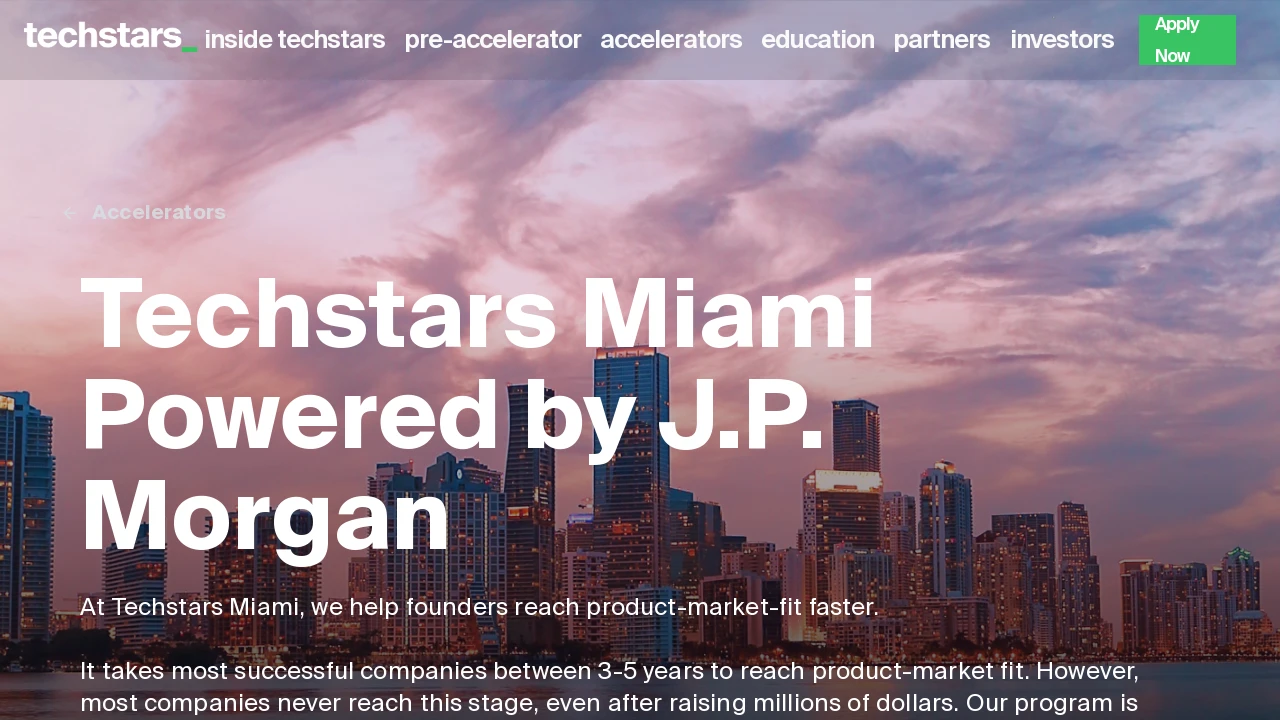 techstars_ inside techstars pre-accelerator accelerators education partners investors Apply Now
← Accelerators
Techstars Miami
Powered by J.P.
Morgan
At Techstars Miami, we help founders reach product-market-fit faster.
It takes most successful companies between 3-5 years to reach product-market fit. However,
most companies never reach this stage, even after raising millions of dollars. Our program is